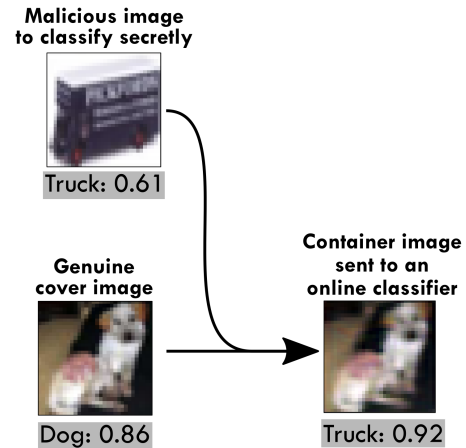 Malicious image
to classify secretly
Truck: 0.61
Genuine
cover image
Dog: 0.86
Container image
sent to an
online classifier
Truck: 0.92